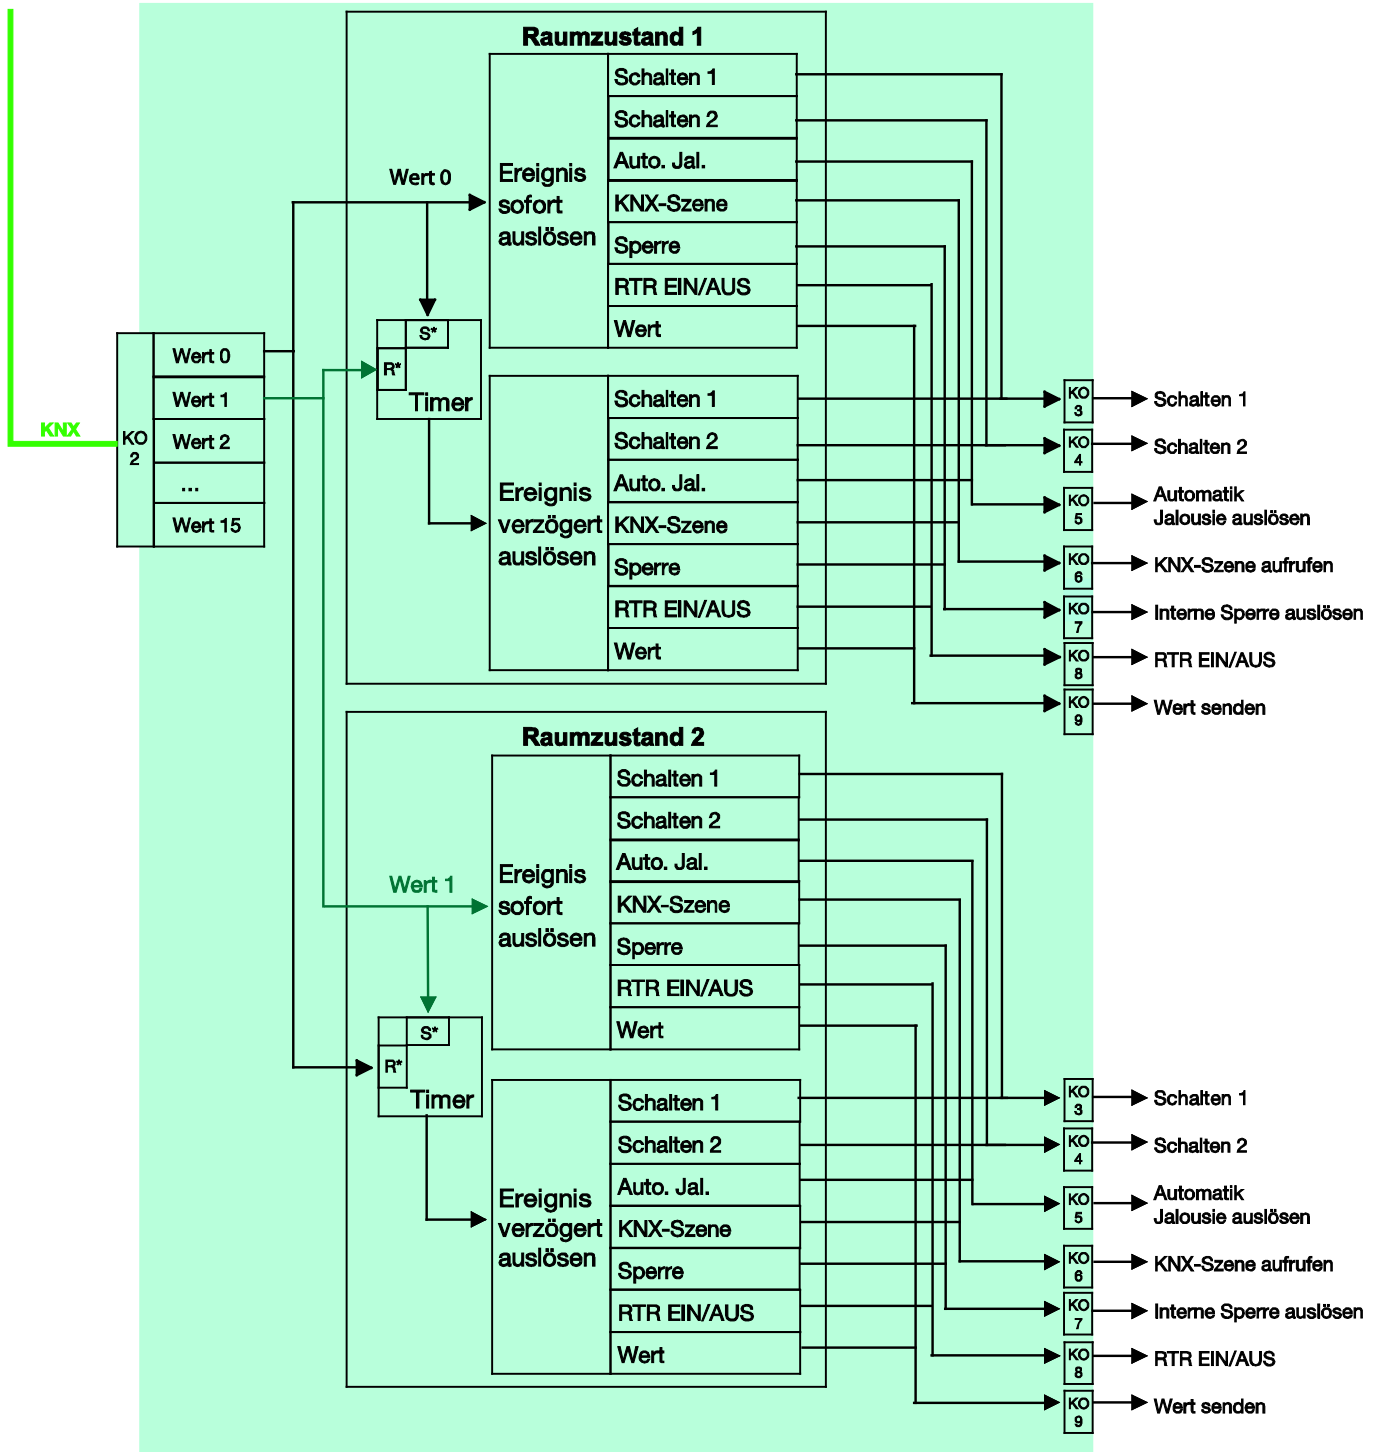 KNX
KO
2
Wert 0
Wert 1
Wert 2
...
Wert 15
Raumzustand 1
Wert 0
S*
R*
Timer
Ereignis
sofort
auslösen
Schalten 1
Schalten 2
Auto. Jal.
KNX-Szene
Sperre
RTR EIN/AUS
Wert
Ereignis
verzögert
auslösen
Schalten 1
Schalten 2
Auto. Jal.
KNX-Szene
Sperre
RTR EIN/AUS
Wert
KO
3
Schalten 1
KO
4
Schalten 2
KO
5
Automatik
Jalousie auslösen
KO
6
KNX-Szene aufrufen
KO
7
Interne Sperre auslösen
KO
8
RTR EIN/AUS
KO
9
Wert senden
Raumzustand 2
Wert 1
S*
R*
Timer
Ereignis
sofort
auslösen
Schalten 1
Schalten 2
Auto. Jal.
KNX-Szene
Sperre
RTR EIN/AUS
Wert
Ereignis
verzögert
auslösen
Schalten 1
Schalten 2
Auto. Jal.
KNX-Szene
Sperre
RTR EIN/AUS
Wert
KO
3
Schalten 1
KO
4
Schalten 2
KO
5
Automatik
Jalousie auslösen
KO
6
KNX-Szene aufrufen
KO
7
Interne Sperre auslösen
KO
8
RTR EIN/AUS
KO
9
Wert senden